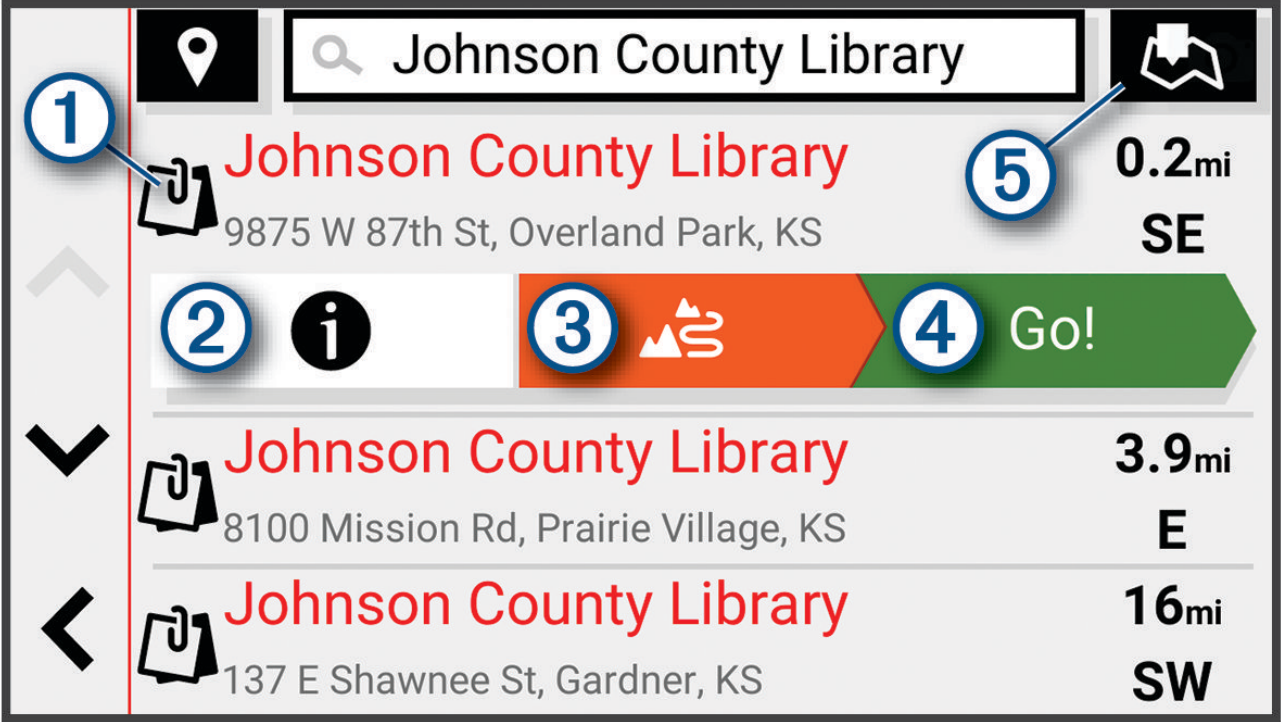 Johnson County Library
1
Johnson County Library
5
0.2mi
9875 W 87th St, Overland Park, KS
SE
2
i
3
4
Go!
Johnson County Library
3.9mi
8100 Mission Rd, Prairie Village, KS
E
Johnson County Library
16mi
137 E Shawnee St, Gardner, KS
SW